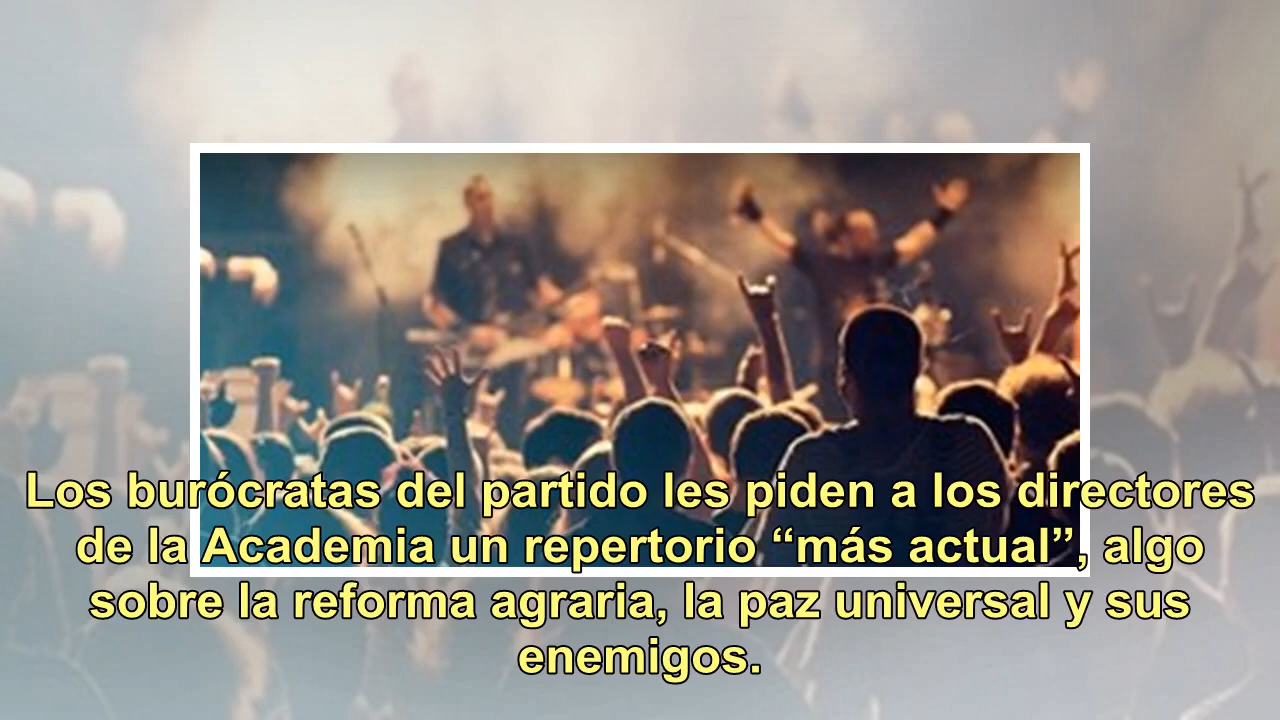 Los burócratas del partido les piden a los directores
de la Academia un repertorio “más actual”, algo
sobre la reforma agraria, la paz universal y sus
enemigos.